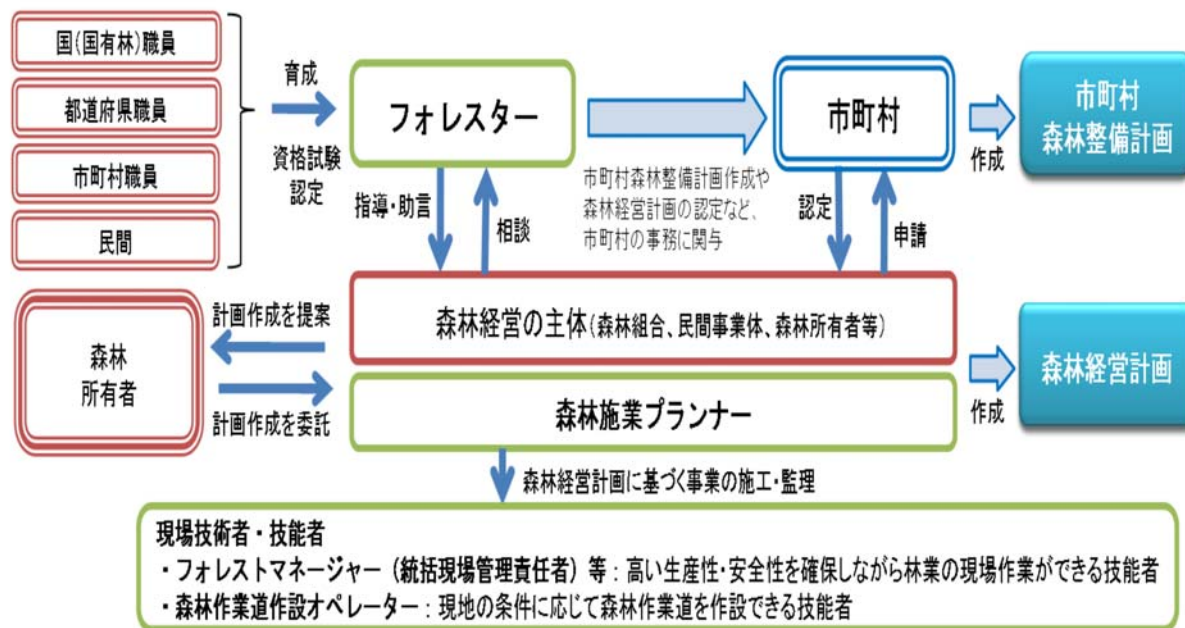 国(国有林)職員
都道府県職員
市町村職員
民間
育成
資格試験
認定
フォレスター
市町村森林整備計画作成や
森林経営計画の認定など、
市町村の事務に関与
市町村
作成
市町村
森林整備計画
指導・助言
相談
認定
申請
森林
所有者
計画作成を提案
計画作成を委託
森林経営の主体(森林組合、民間事業体、森林所有者等)
森林施業プランナー
作成
森林経営計画
森林経営計画に基づく事業の施工・監理
現場技術者・技能者
・フォレストマネージャー（統括現場管理責任者）等：高い生産性・安全性を確保しながら林業の現場作業ができる技能者
・森林作業道作設オペレーター：現地の条件に応じて森林作業道を作設できる技能者